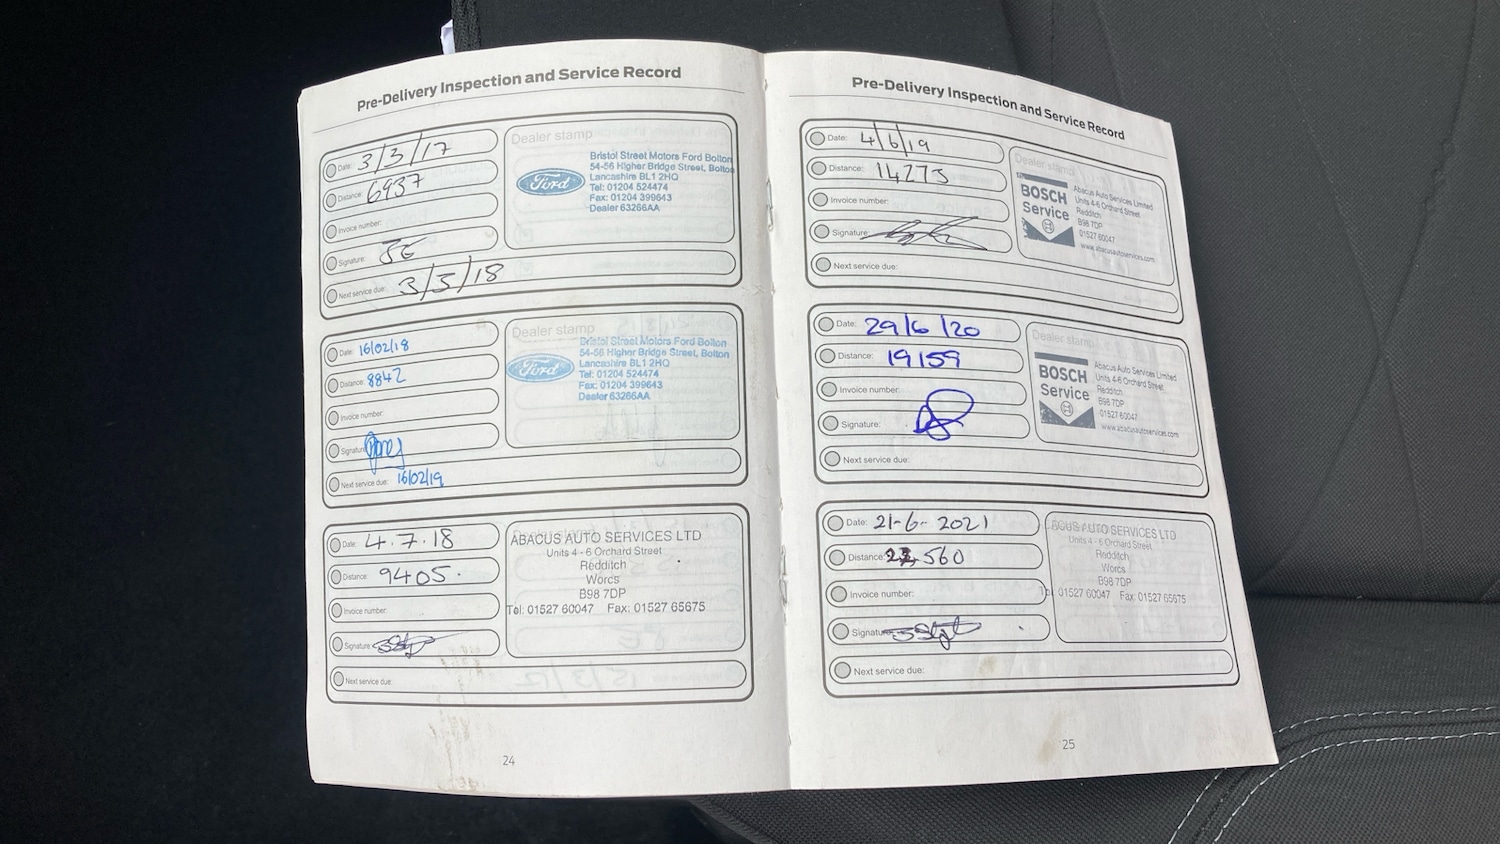 Pre-Delivery Inspection and Service Record
Date: 3/3/17
Distance: 6937
Invoice number:
Signature: JE
Next service due: 3/3/18
Dealer stamp
Ford
Bristol Street Motors Ford Bolton
54-56 Higher Bridge Street, Bolton
Lancashire BL1 2HQ
Tel: 01204 524474
Fax: 01204 399643
Dealer 63266AA
Date: 16/02/18
Distance: 8842
Invoice number:
Signature:
Next service due: 16/02/19
Dealer stamp
Ford
Bristol Street Motors Ford Bolton
54-56 Higher Bridge Street, Bolton
Lancashire BL1 2HQ
Tel: 01204 524474
Fax: 01204 399643
Dealer 63266AA
Date: 4.7.18
Distance: 9405.
Invoice number:
Signature:
Next service due:
Dealer stamp
ABACUS AUTO SERVICES LTD
Units 4 - 6 Orchard Street
Redditch
Worcs
B98 7DP
Tel: 01527 60047 Fax: 01527 65675
24
Pre-Delivery Inspection and Service Record
Date: 4/6/19
Distance: 14273
Invoice number:
Signature:
Next service due:
Dealer stamp
BOSCH
Service
Abacus Auto Services Limited
Units 4-6 Orchard Street
Redditch
B98 7DP
01527 60047
www.abacusautoservices.com
Date: 29/6/20
Distance: 19159
Invoice number:
Signature:
Next service due:
Dealer stamp
BOSCH
Service
Abacus Auto Services Limited
Units 4-6 Orchard Street
Redditch
B98 7DP
01527 60047
www.abacusautoservices.com
Date: 21-6-2021
Distance: 560
Invoice number:
Signature:
Next service due:
ACUS AUTO SERVICES LTD
Units 4 - 6 Orchard Street
Redditch
Worcs
B98 7DP
Tel: 01527 60047 Fax: 01527 65675
25